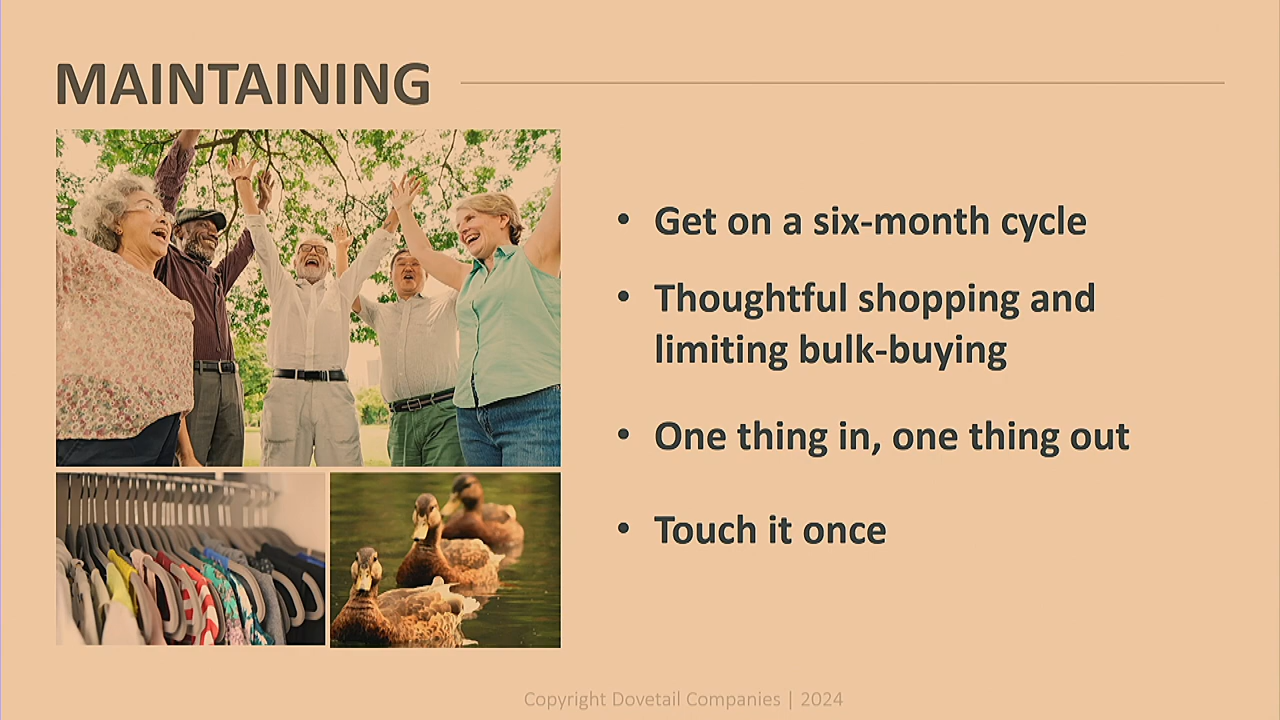 MAINTAINING
• Get on a six-month cycle
• Thoughtful shopping and
limiting bulk-buying
• One thing in, one thing out
• Touch it once
Copyright Dovetail Companies | 2024